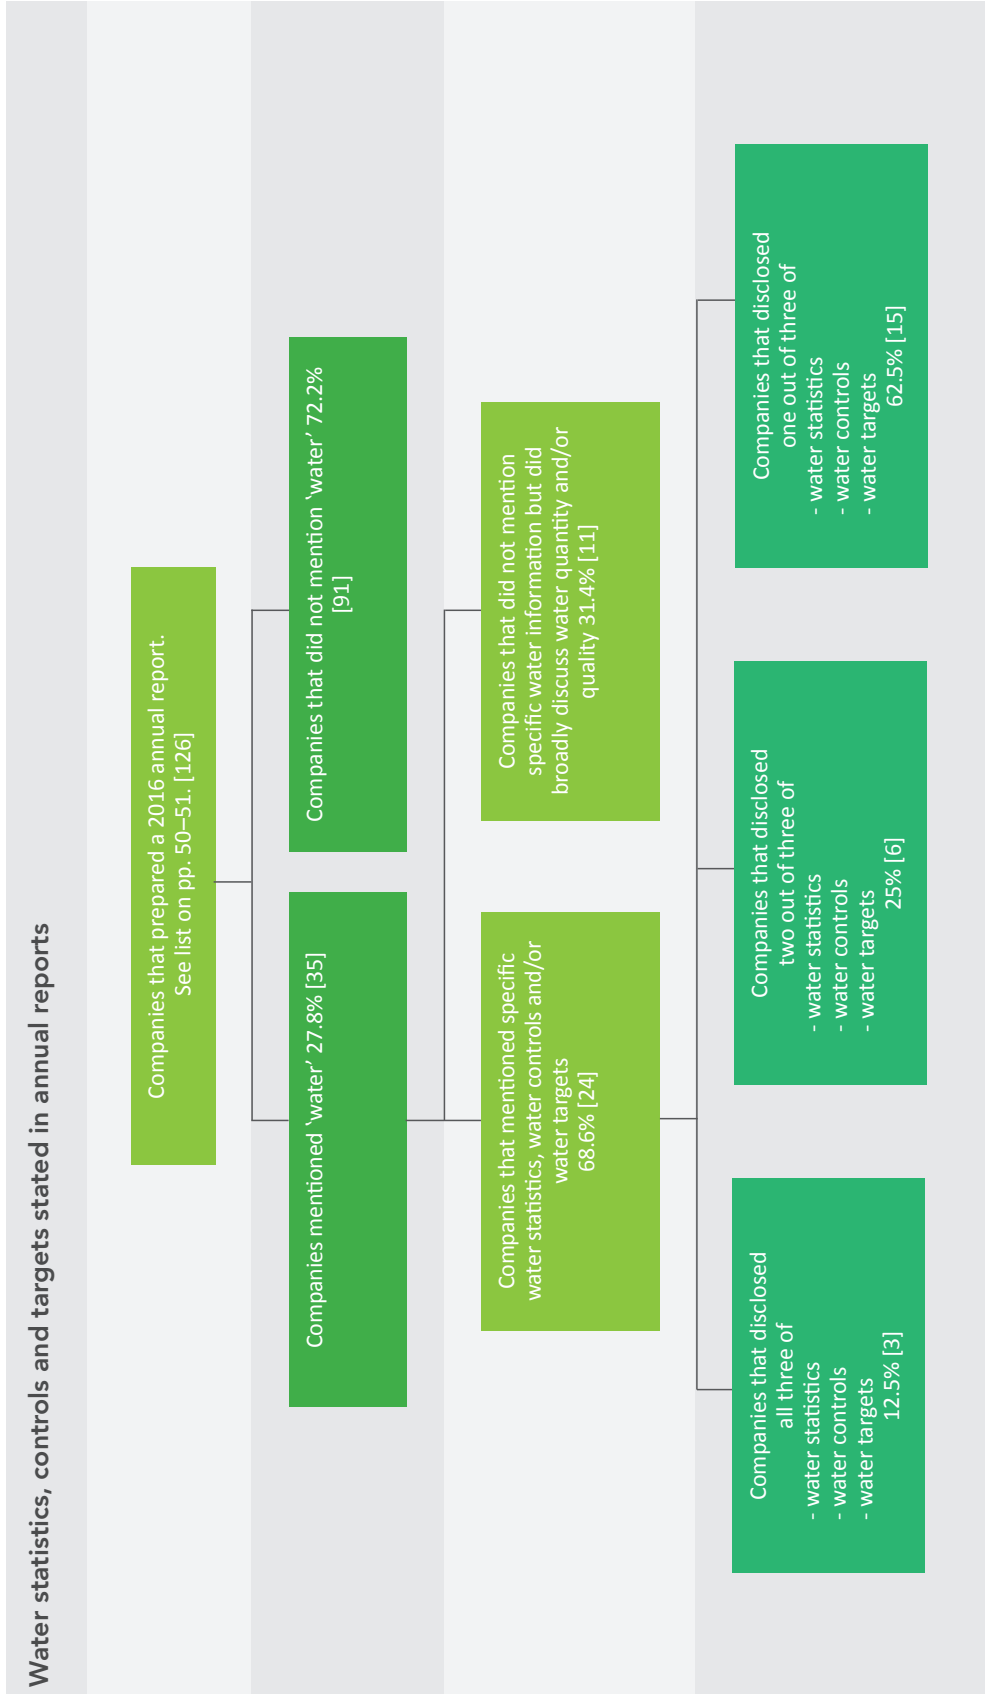 Water statistics, controls and targets stated in annual reports
Companies that prepared a 2016 annual report.
See list on pp. 50–51. [126]
Companies mentioned ‘water’ 27.8% [35]
Companies that did not mention ‘water’ 72.2%
[91]
Companies that mentioned specific
water statistics, water controls and/or
water targets
68.6% [24]
Companies that did not mention
specific water information but did
broadly discuss water quantity and/or
quality 31.4% [11]
Companies that disclosed
all three of
- water statistics
- water controls
- water targets
12.5% [3]
Companies that disclosed
two out of three of
- water statistics
- water controls
- water targets
25% [6]
Companies that disclosed
one out of three of
- water statistics
- water controls
- water targets
62.5% [15]